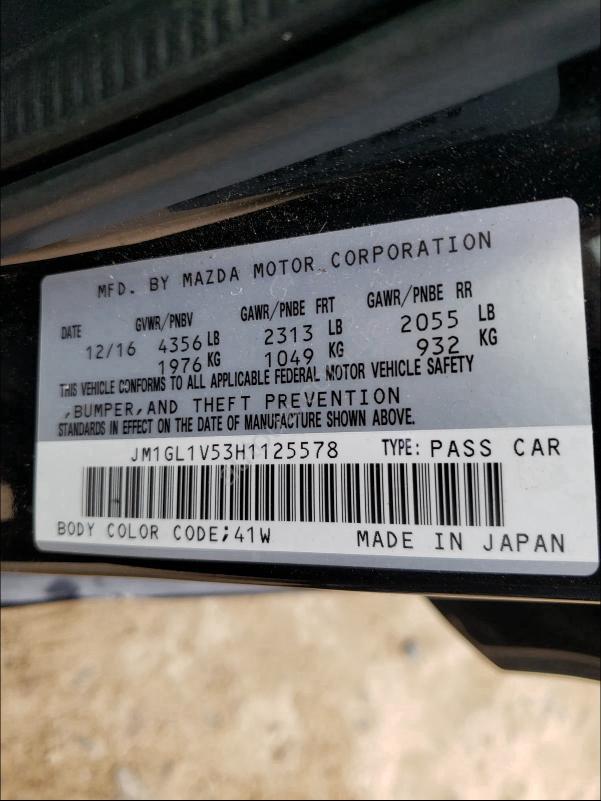 MFD. BY MAZDA MOTOR CORPORATION
DATE GVWR/PNBV GAWR/PNBE FRT GAWR/PNBE RR
12/16 4356 LB 2313 LB 2055 LB
1976 KG 1049 KG 932 KG
THIS VEHICLE CONFORMS TO ALL APPLICABLE FEDERAL MOTOR VEHICLE SAFETY
,BUMPER,AND THEFT PREVENTION
STANDARDS IN EFFECT ON THE DATE OF MANUFACTURE SHOWN ABOVE.
JM1GL1V53H1125578 TYPE: PASS CAR
BODY COLOR CODE;41W MADE IN JAPAN